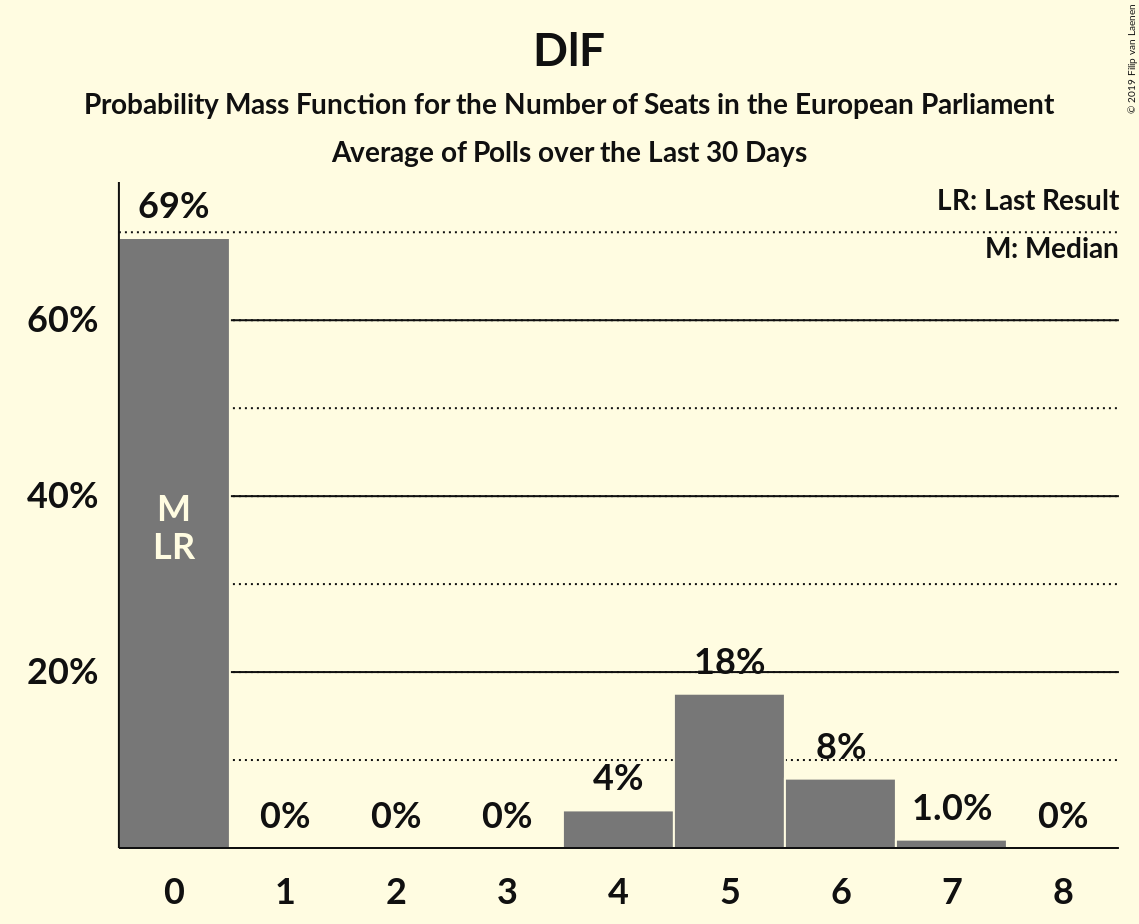 DlF
Probability Mass Function for the Number of Seats in the European Parliament
Average of Polls over the Last 30 Days
© 2019 Filip van Laenen
LR: Last Result
M: Median
69%
60%
40%
20%
M
LR
0%
0%
0%
4%
18%
8%
1.0%
0%
0
1
2
3
4
5
6
7
8